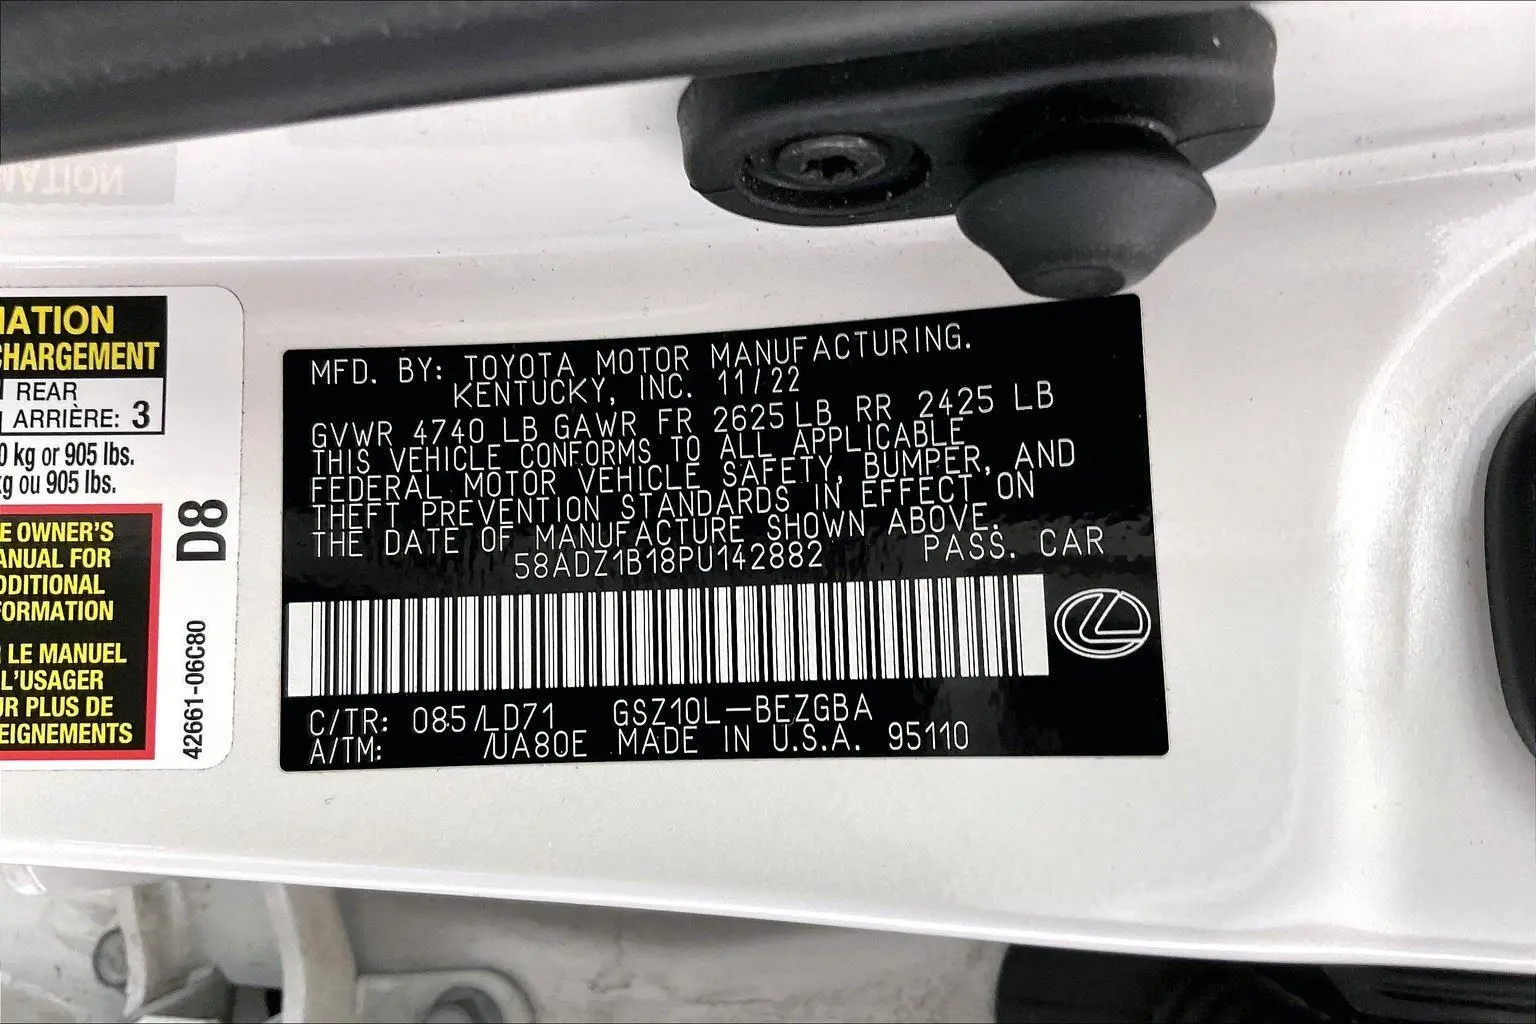 MATION
IATION
CHARGEMENT
REAR
ARRIÈRE: 3
0 kg or 905 lbs.
kg ou 905 lbs.
E OWNER'S
ANUAL FOR
DDITIONAL
FORMATION
LE MANUEL
L'USAGER
UR PLUS DE
EIGNEMENTS
D8
42661-06C80
MFD. BY: TOYOTA MOTOR MANUFACTURING.
KENTUCKY, INC. 11/22
GVWR 4740 LB GAWR FR 2625 LB RR 2425 LB
THIS VEHICLE CONFORMS TO ALL APPLICABLE
FEDERAL MOTOR VEHICLE SAFETY, BUMPER, AND
THEFT PREVENTION STANDARDS IN EFFECT ON
THE DATE OF MANUFACTURE SHOWN ABOVE.
58ADZ1B18PU142882 PASS. CAR
C/TR: 085/LD71 GSZ10L-BEZGBA
A/TM: /UA80E MADE IN U.S.A. 95110